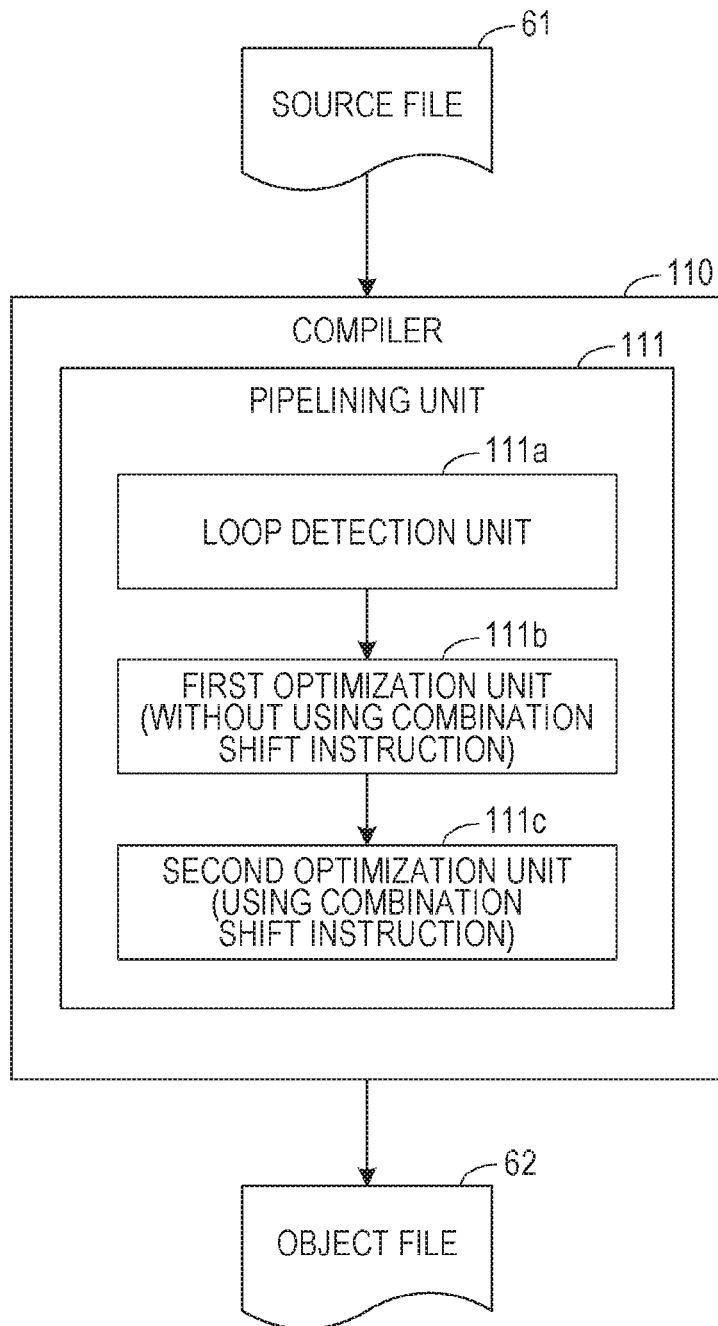 61
SOURCE FILE
110
COMPILER
111
PIPELINING UNIT
111a
LOOP DETECTION UNIT
111b
FIRST OPTIMIZATION UNIT
(WITHOUT USING COMBINATION
SHIFT INSTRUCTION)
111c
SECOND OPTIMIZATION UNIT
(USING COMBINATION
SHIFT INSTRUCTION)
62
OBJECT FILE